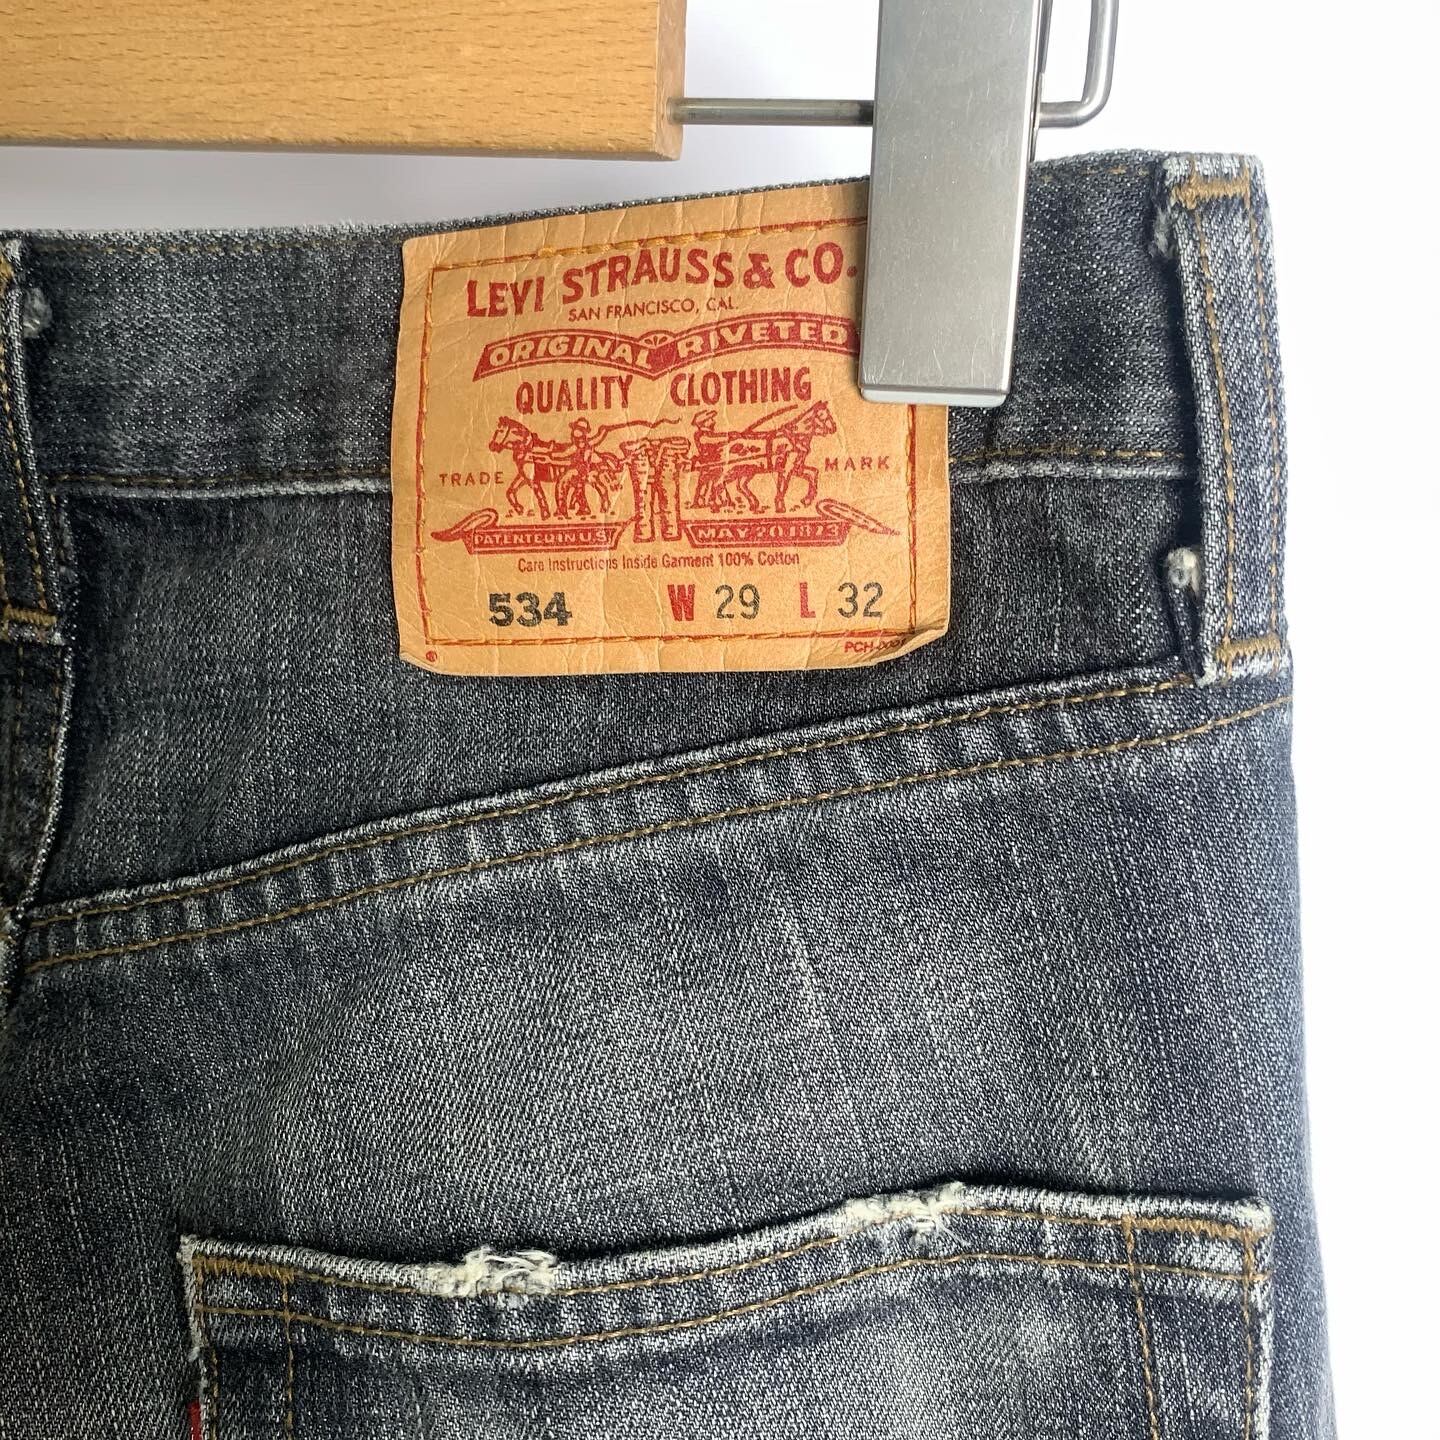 LEVI STRAUSS & CO.
SAN FRANCISCO, CAL.
ORIGINAL RIVETED
QUALITY CLOTHING
TRADE MARK
PATENTED IN U.S. MAY 20 1873
Care Instructions Inside Garment 100% Cotton
534 W 29 L 32
®